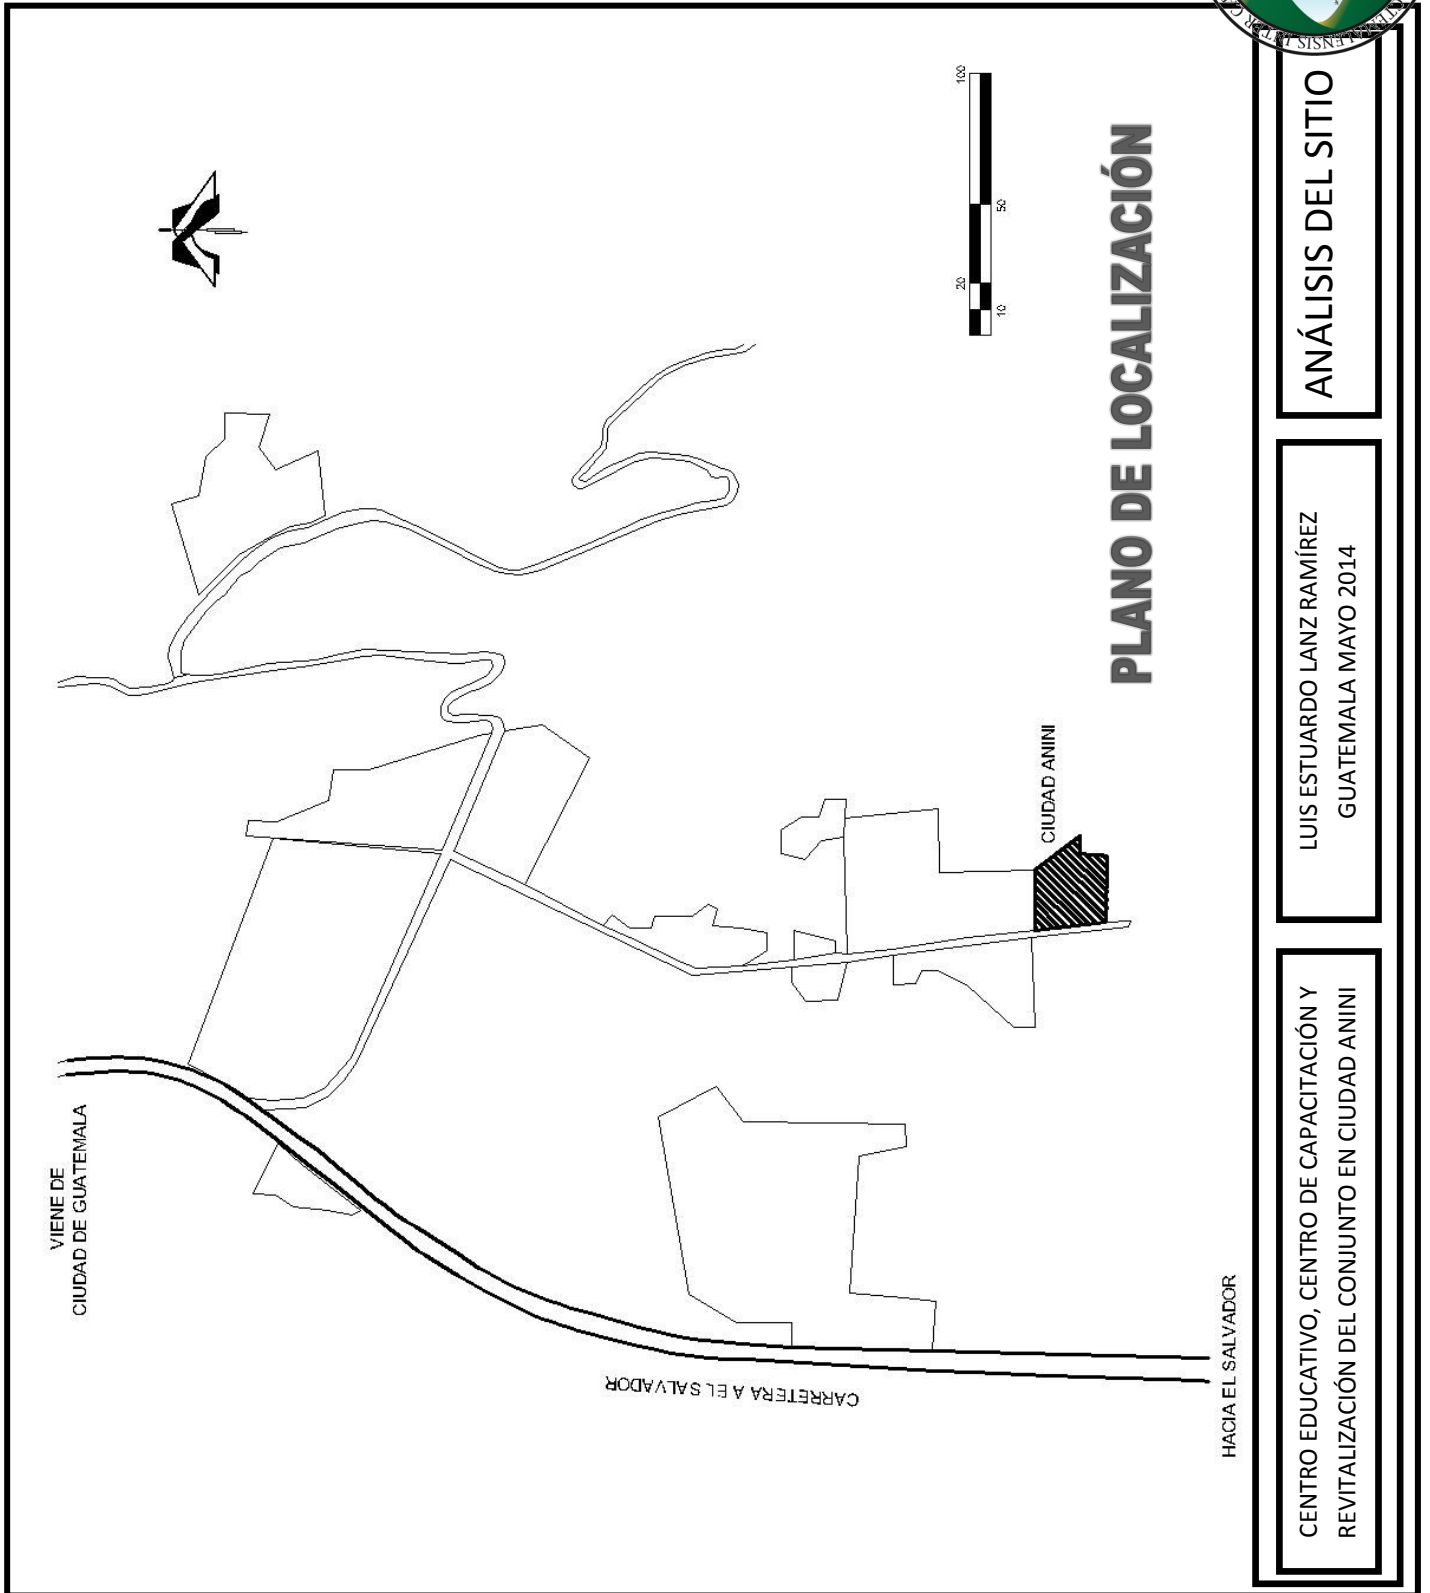 VIENE DE
CIUDAD DE GUATEMALA
CARRETERA A EL SALVADOR
HACIA EL SALVADOR
CIUDAD ANINI
10
20
50
100
PLANO DE LOCALIZACIÓN
CENTRO EDUCATIVO, CENTRO DE CAPACITACIÓN Y
REVITALIZACIÓN DEL CONJUNTO EN CIUDAD ANINI
LUIS ESTUARDO LANZ RAMÍREZ
GUATEMALA MAYO 2014
ANÁLISIS DEL SITIO